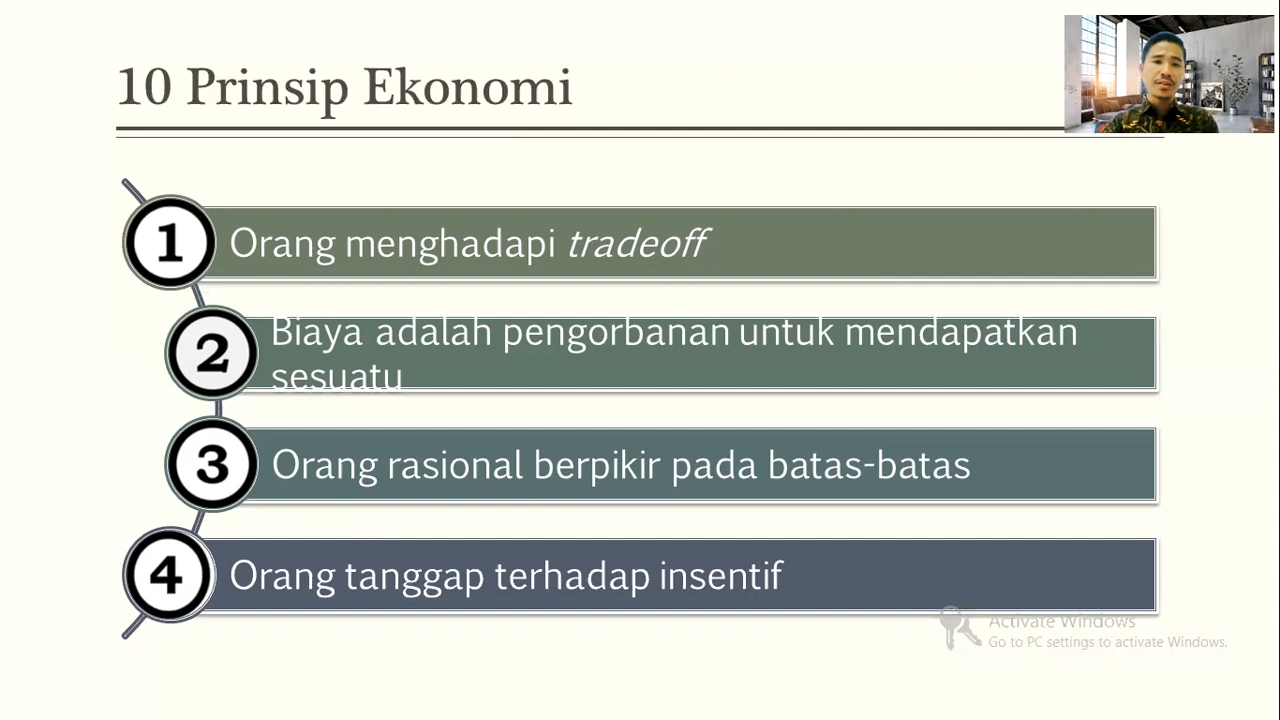 10 Prinsip Ekonomi
1
Orang menghadapi tradeoff
2
Biaya adalah pengorbanan untuk mendapatkan
sesuatu
3
Orang rasional berpikir pada batas-batas
4
Orang tanggap terhadap insentif
Activate Windows
Go to PC settings to activate Windows.